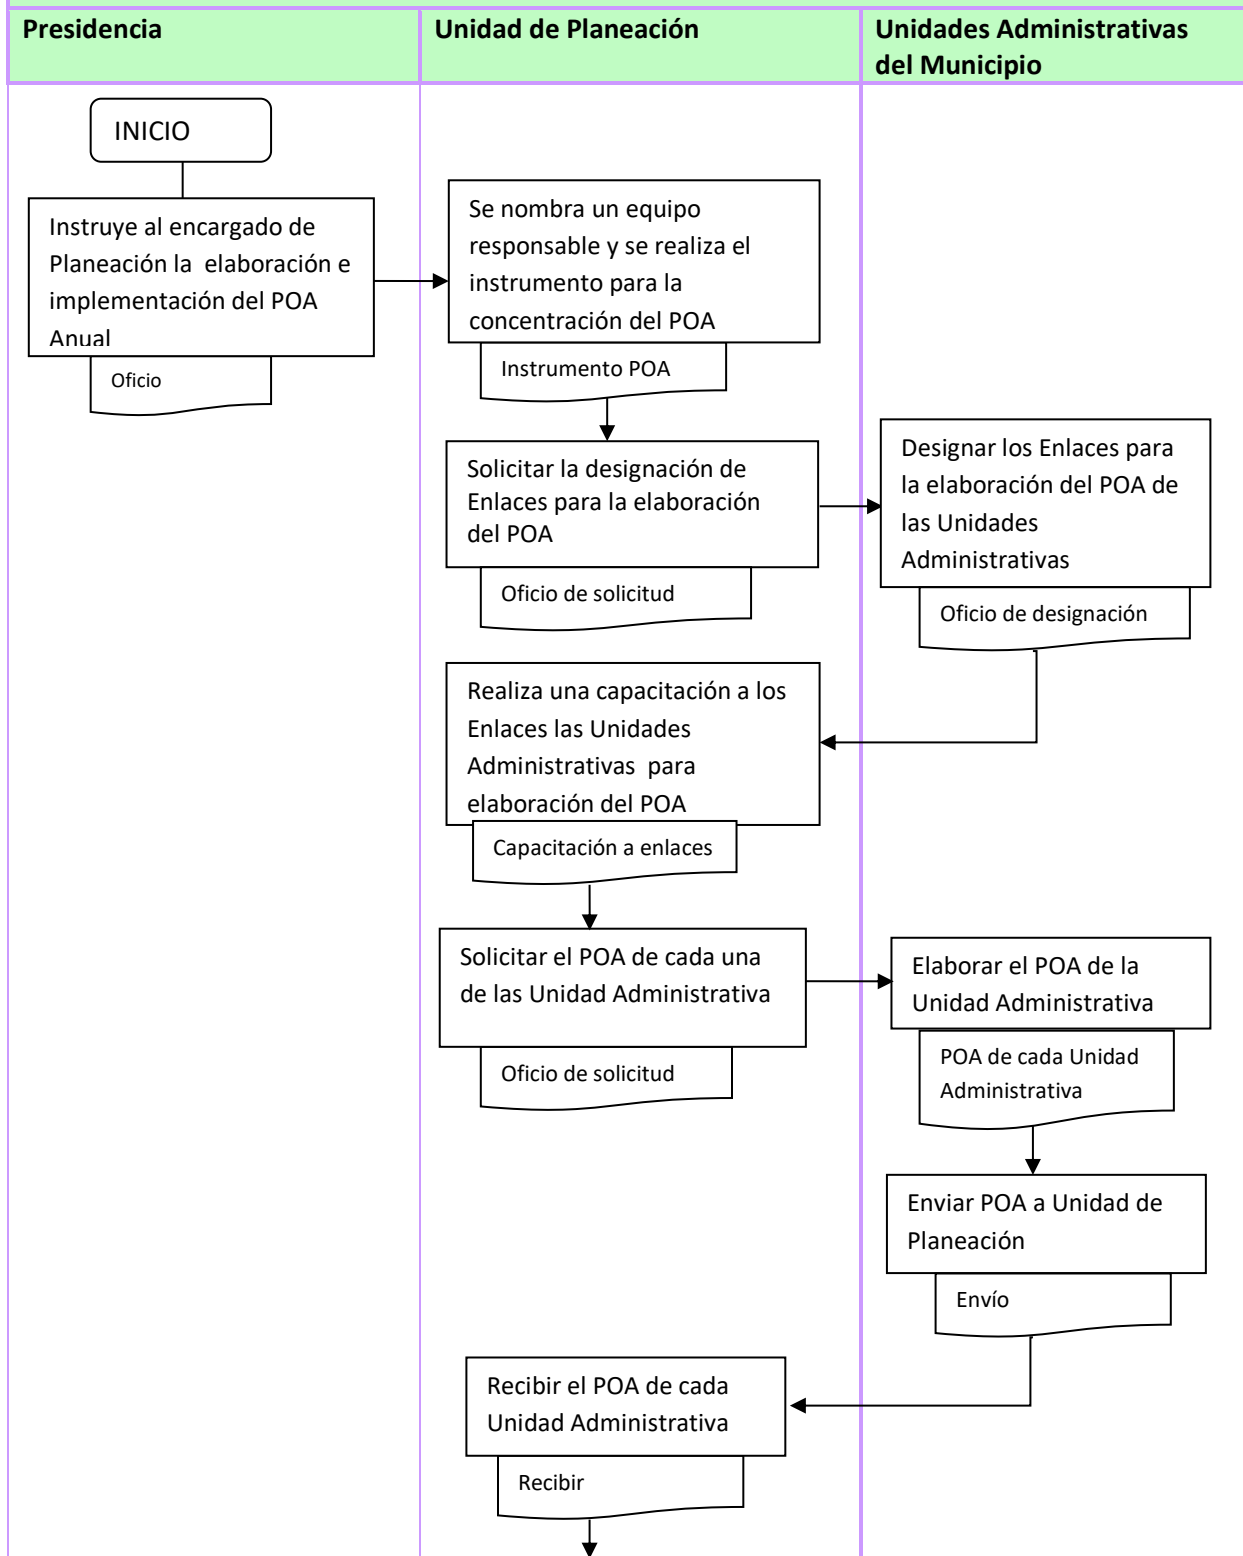 Presidencia
Unidad de Planeación
Unidades Administrativas
del Municipio
INICIO
Instruye al encargado de
Planeación la  elaboración e
implementación del POA
Anual
Oficio
Se nombra un equipo
responsable y se realiza el
instrumento para la
concentración del POA
Instrumento POA
Solicitar la designación de
Enlaces para la elaboración
del POA
Oficio de solicitud
Designar los Enlaces para
la elaboración del POA de
las Unidades
Administrativas
Oficio de designación
Realiza una capacitación a los
Enlaces las Unidades
Administrativas  para
elaboración del POA
Capacitación a enlaces
Solicitar el POA de cada una
de las Unidad Administrativa
Oficio de solicitud
Elaborar el POA de la
Unidad Administrativa
POA de cada Unidad
Administrativa
Enviar POA a Unidad de
Planeación
Envío
Recibir el POA de cada
Unidad Administrativa
Recibir